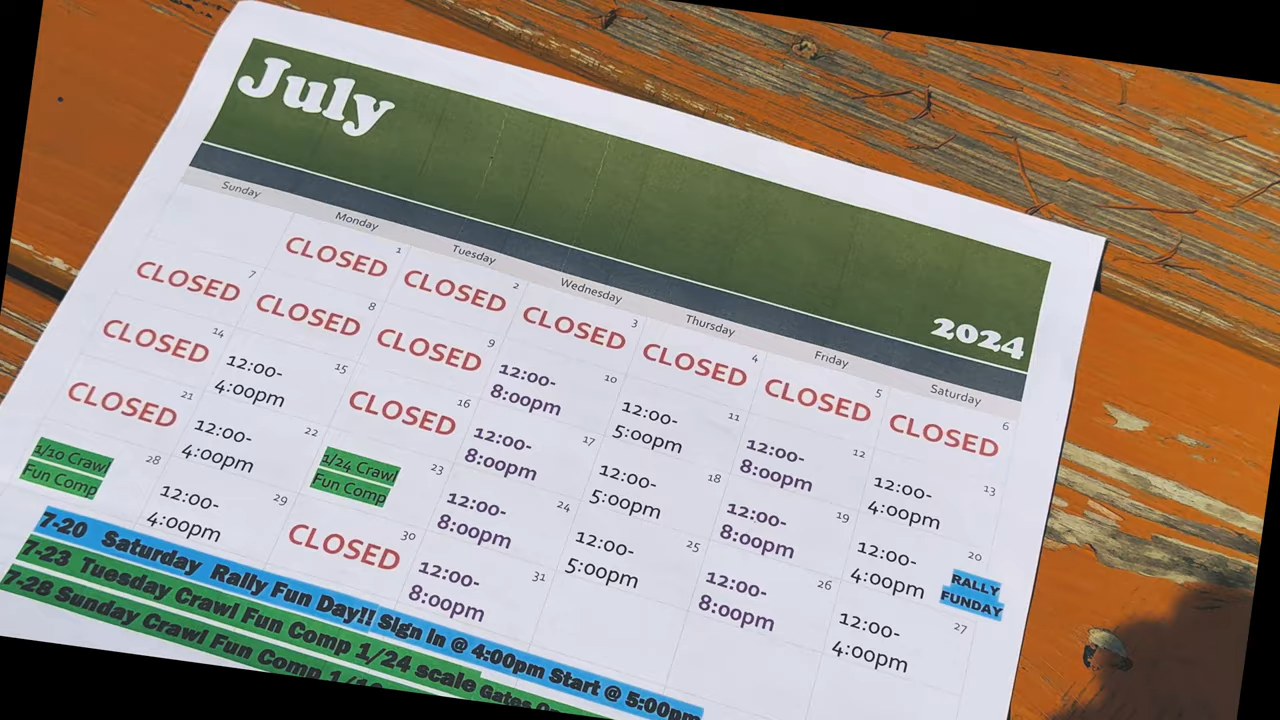 July
2024
Sunday Monday Tuesday Wednesday Thursday Friday Saturday
1 2 3 4 5 6
CLOSED CLOSED CLOSED CLOSED CLOSED CLOSED
7 8 9 10 11 12 13
CLOSED CLOSED CLOSED 12:00- 12:00- 12:00- 12:00-
8:00pm 5:00pm 8:00pm 4:00pm
14 15 16 17 18 19 20
CLOSED 12:00- CLOSED 12:00- 12:00- 12:00- 12:00- RALLY
4:00pm 8:00pm 5:00pm 8:00pm 4:00pm FUNDAY
21 22 23 24 25 26 27
CLOSED 12:00- 1/24 Crawl 12:00- 12:00- 12:00- 12:00-
4:00pm Fun Comp 8:00pm 5:00pm 8:00pm 4:00pm
28 29 30 31
1/10 Crawl 12:00- CLOSED 12:00-
Fun Comp 4:00pm 8:00pm
7-20 Saturday Rally Fun Day!! Sign In @ 4:00pm Start @ 5:00pm
7-23 Tuesday Crawl Fun Comp 1/24 scale Gates
7-28 Sunday Crawl Fun Comp